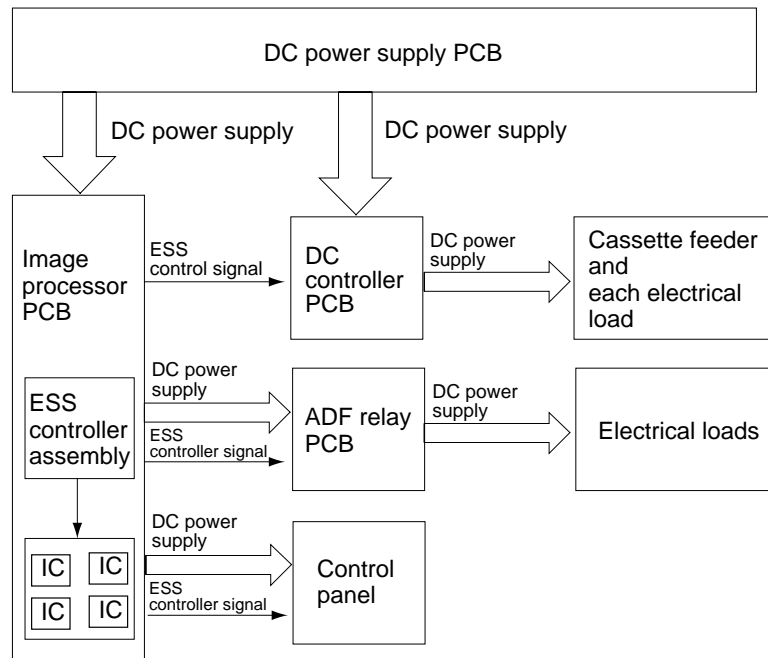 DC power supply PCB
DC power supply
DC power supply
Image
processor
PCB
ESS
control signal
DC
controller
PCB
DC power
supply
Cassette feeder
and
each electrical
load
DC power
supply
ESS
controller assembly
ESS
controller signal
ADF relay
PCB
DC power
supply
Electrical loads
IC
IC
IC
IC
DC power
supply
ESS
controller signal
Control
panel